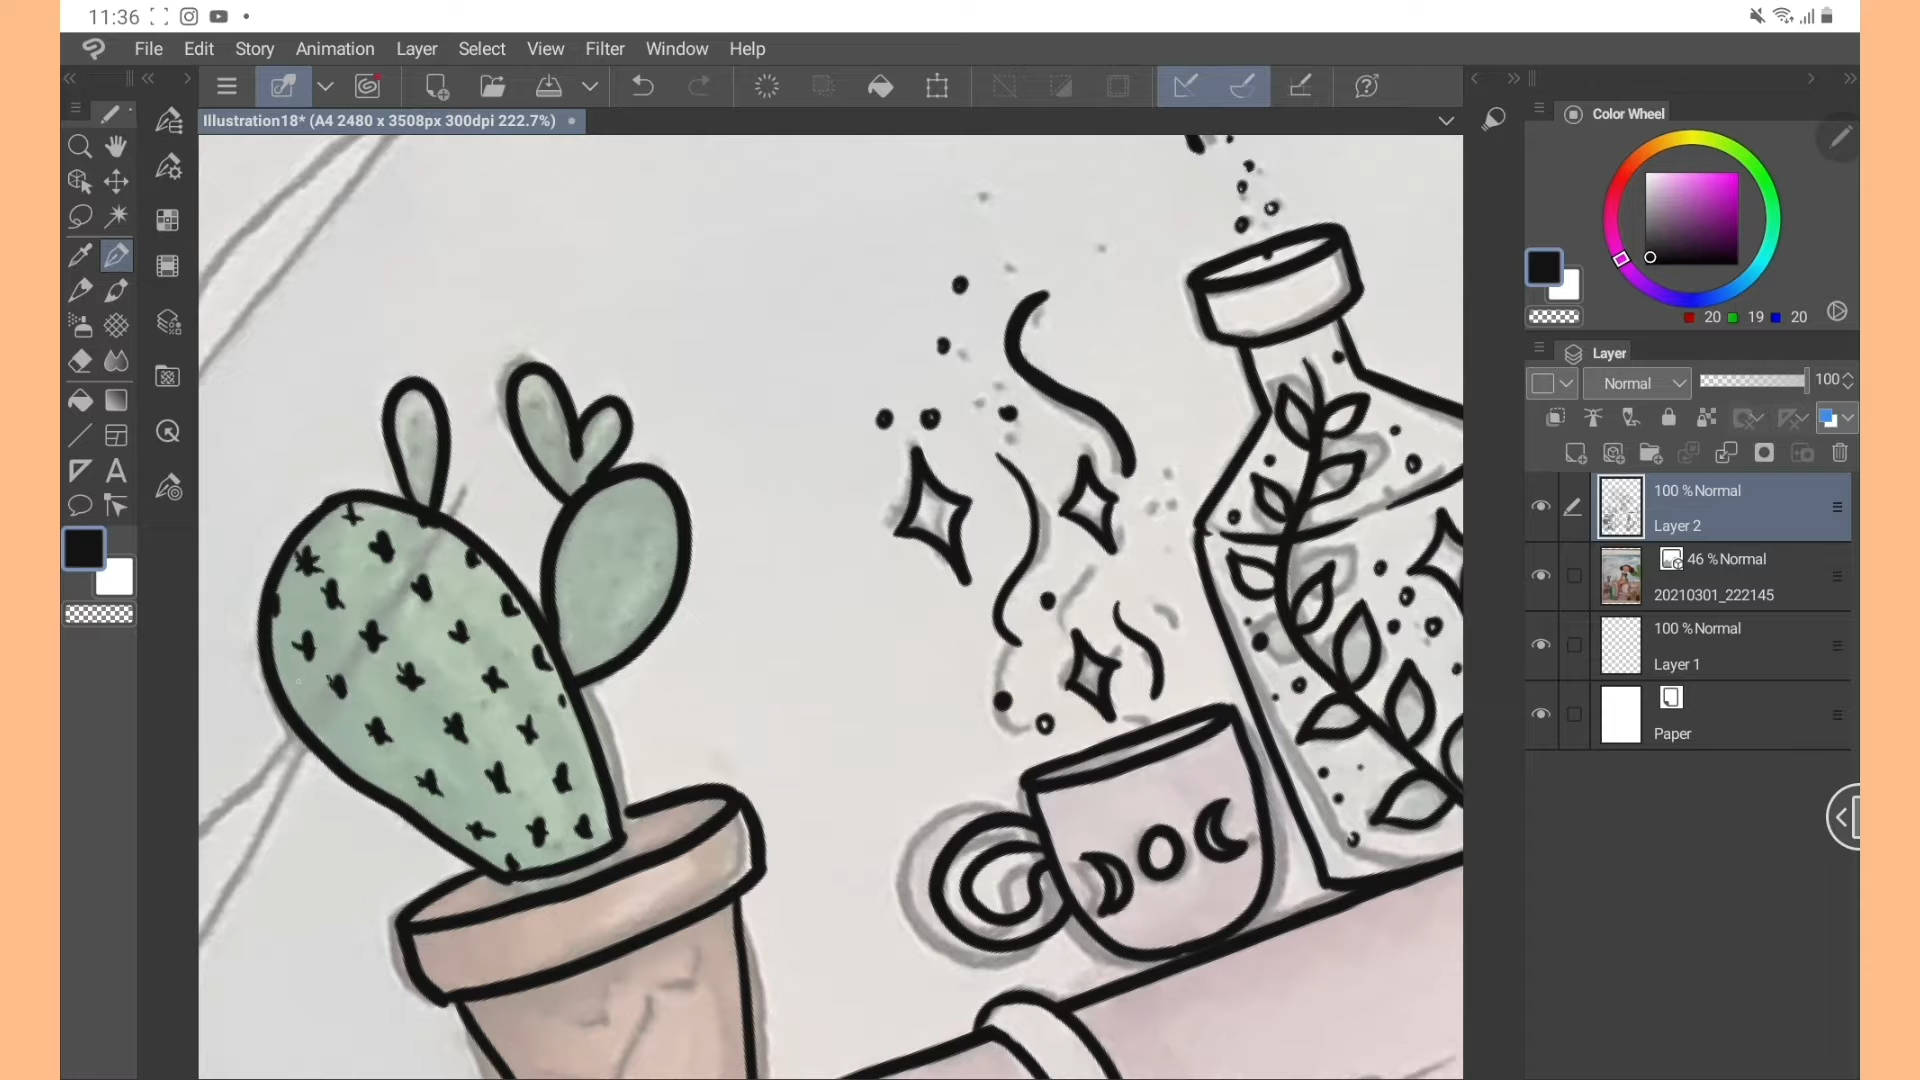 11:36
File Edit Story Animation Layer Select View Filter Window Help
Illustration18* (A4 2480 x 3508px 300dpi 222.7%)
Color Wheel
20 19 20
Layer
Normal 100
100 %Normal
Layer 2
46 %Normal
20210301_222145
100 %Normal
Layer 1
Paper